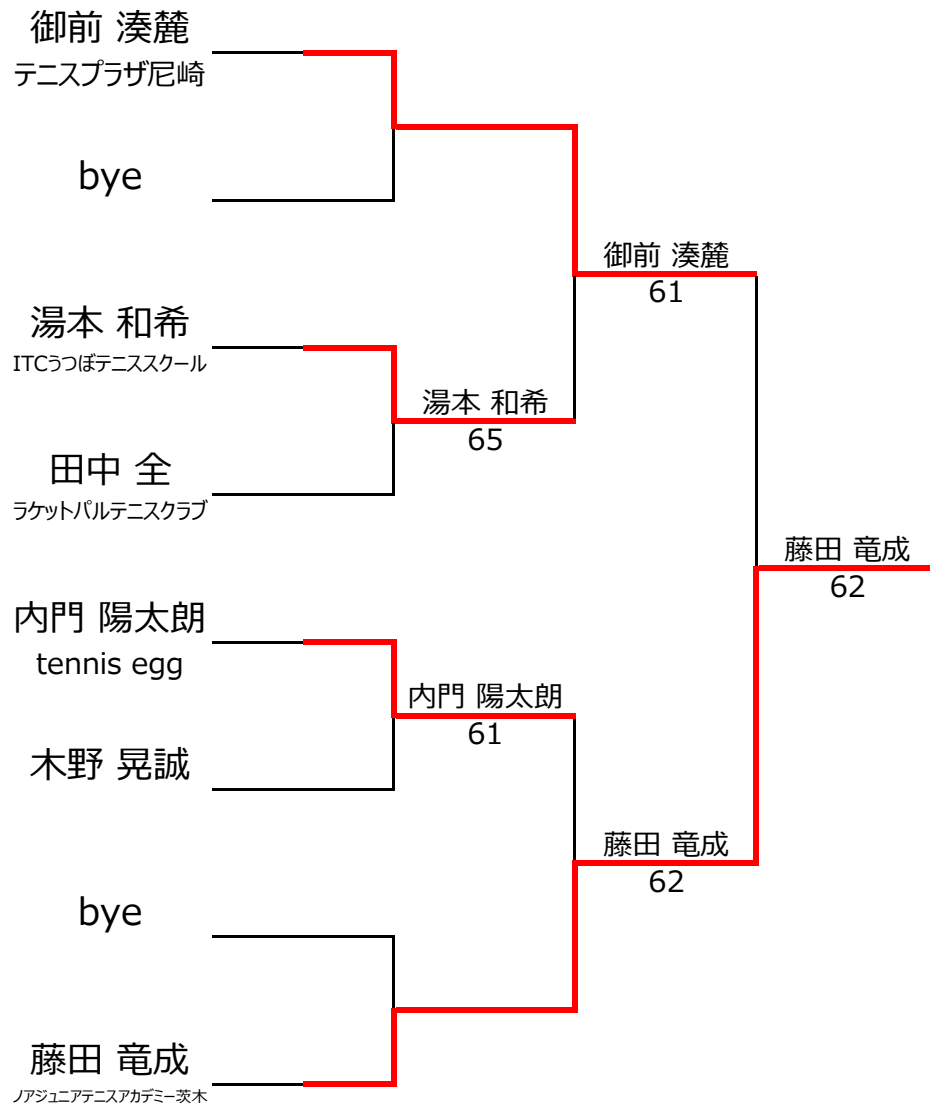 御前 湊麓
テニスプラザ尼崎
bye
御前 湊麓
61
湯本 和希
ITCうつぼテニススクール
湯本 和希
65
田中 全
ラケットパルテニスクラブ
藤田 竜成
62
内門 陽太朗
tennis egg
内門 陽太朗
61
木野 晃誠
藤田 竜成
62
bye
藤田 竜成
ノアジュニアテニスアカデミー茨木